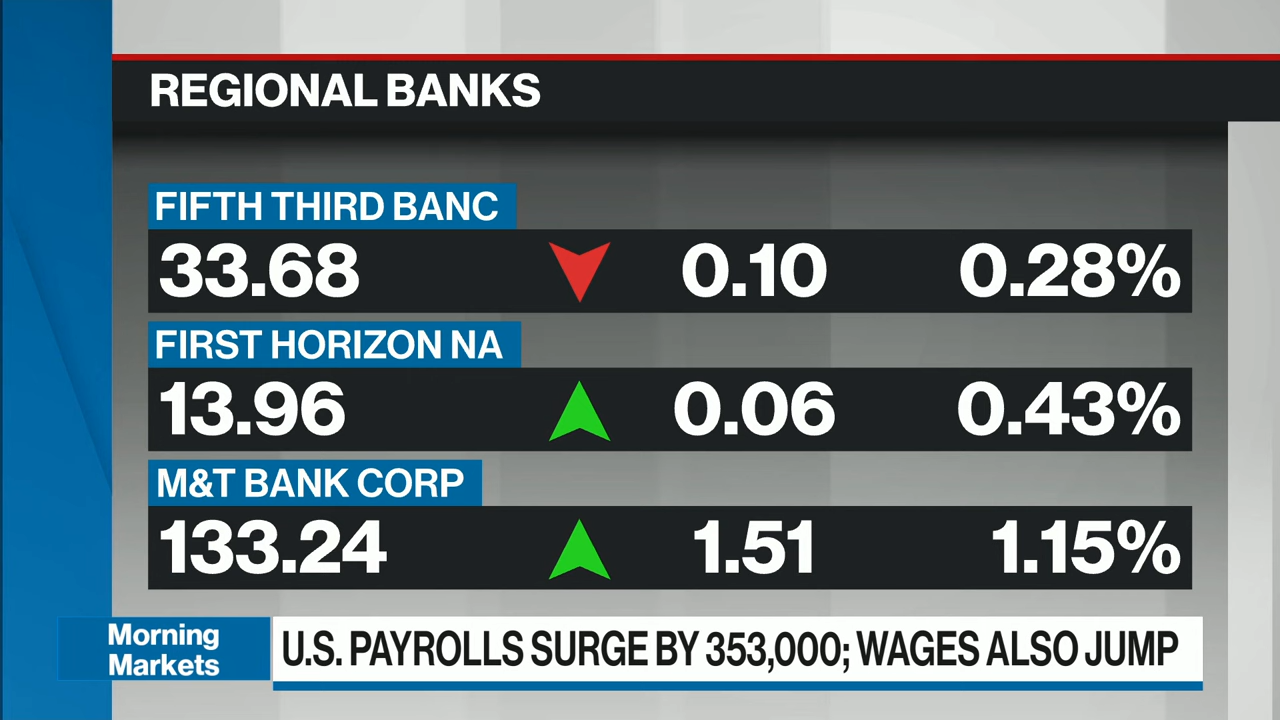 REGIONAL BANKS
FIFTH THIRD BANC
33.68 0.10 0.28%
FIRST HORIZON NA
13.96 0.06 0.43%
M&T BANK CORP
133.24 1.51 1.15%
Morning
Markets
U.S. PAYROLLS SURGE BY 353,000; WAGES ALSO JUMP